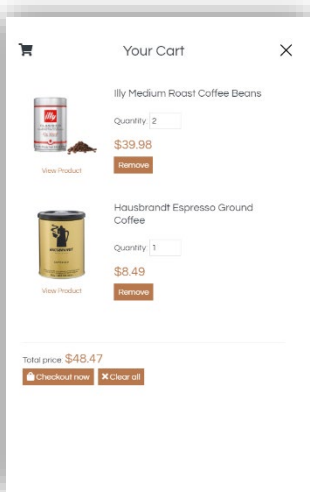 Your Cart
Illy Medium Roast Coffee Beans
Quantity: 2
$39.98
Remove
illy
View Product
Hausbrandt Espresso Ground
Coffee
Quantity 1
$8.49
Remove
View Product
Total price: $48.47
Checkout now Clear all